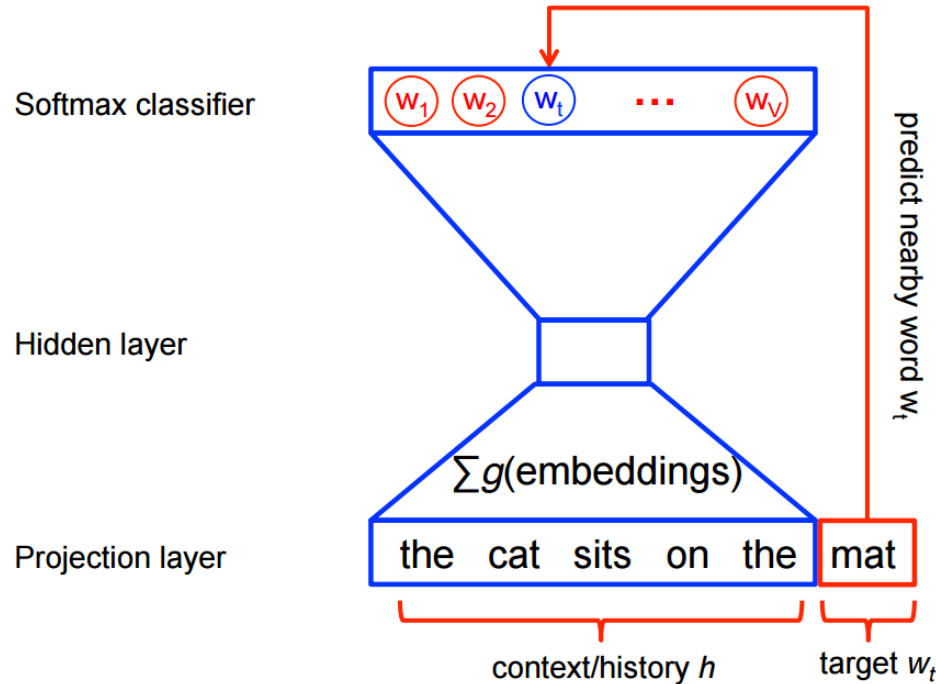 Softmax classifier
w₁ w₂ wₜ ... w_V
predict nearby word wₜ
Hidden layer
∑g(embeddings)
Projection layer
the cat sits on the mat
context/history h
target wₜ